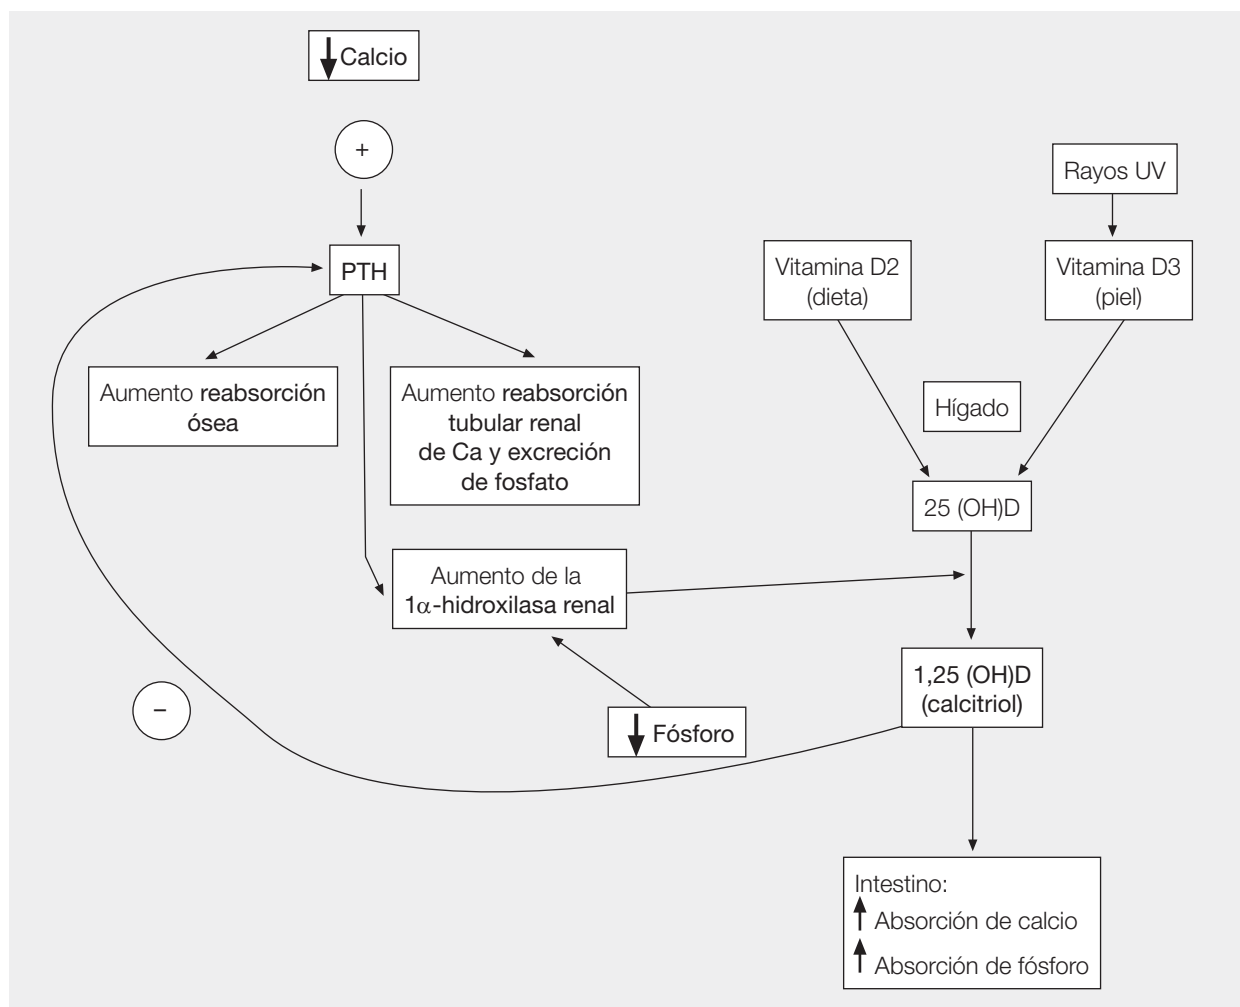 Calcio
+
Rayos UV
PTH
Vitamina D2
(dieta)
Vitamina D3
(piel)
Aumento reabsorción
ósea
Aumento reabsorción
tubular renal
de Ca y excreción
de fosfato
Hígado
25 (OH)D
Aumento de la
1α-hidroxilasa renal
1,25 (OH)D
(calcitriol)
−
Fósforo
Intestino:
Absorción de calcio
Absorción de fósforo